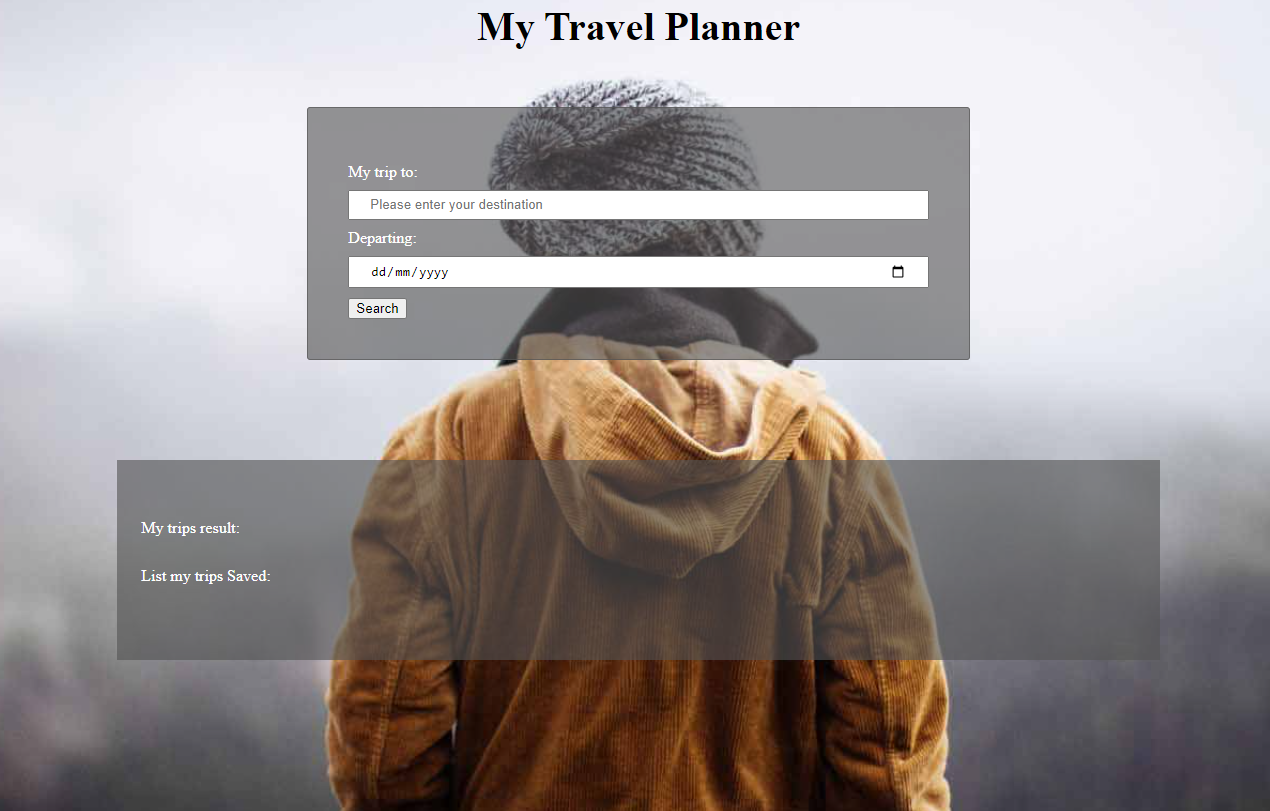 My Travel Planner
My trip to:
Please enter your destination
Departing:
dd/mm/yyyy
Search
My trips result:
List my trips Saved: